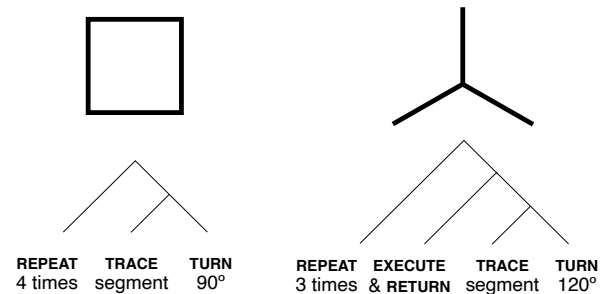 REPEAT TRACE TURN
4 times segment 90º
REPEAT EXECUTE TRACE TURN
3 times & RETURN segment 120º